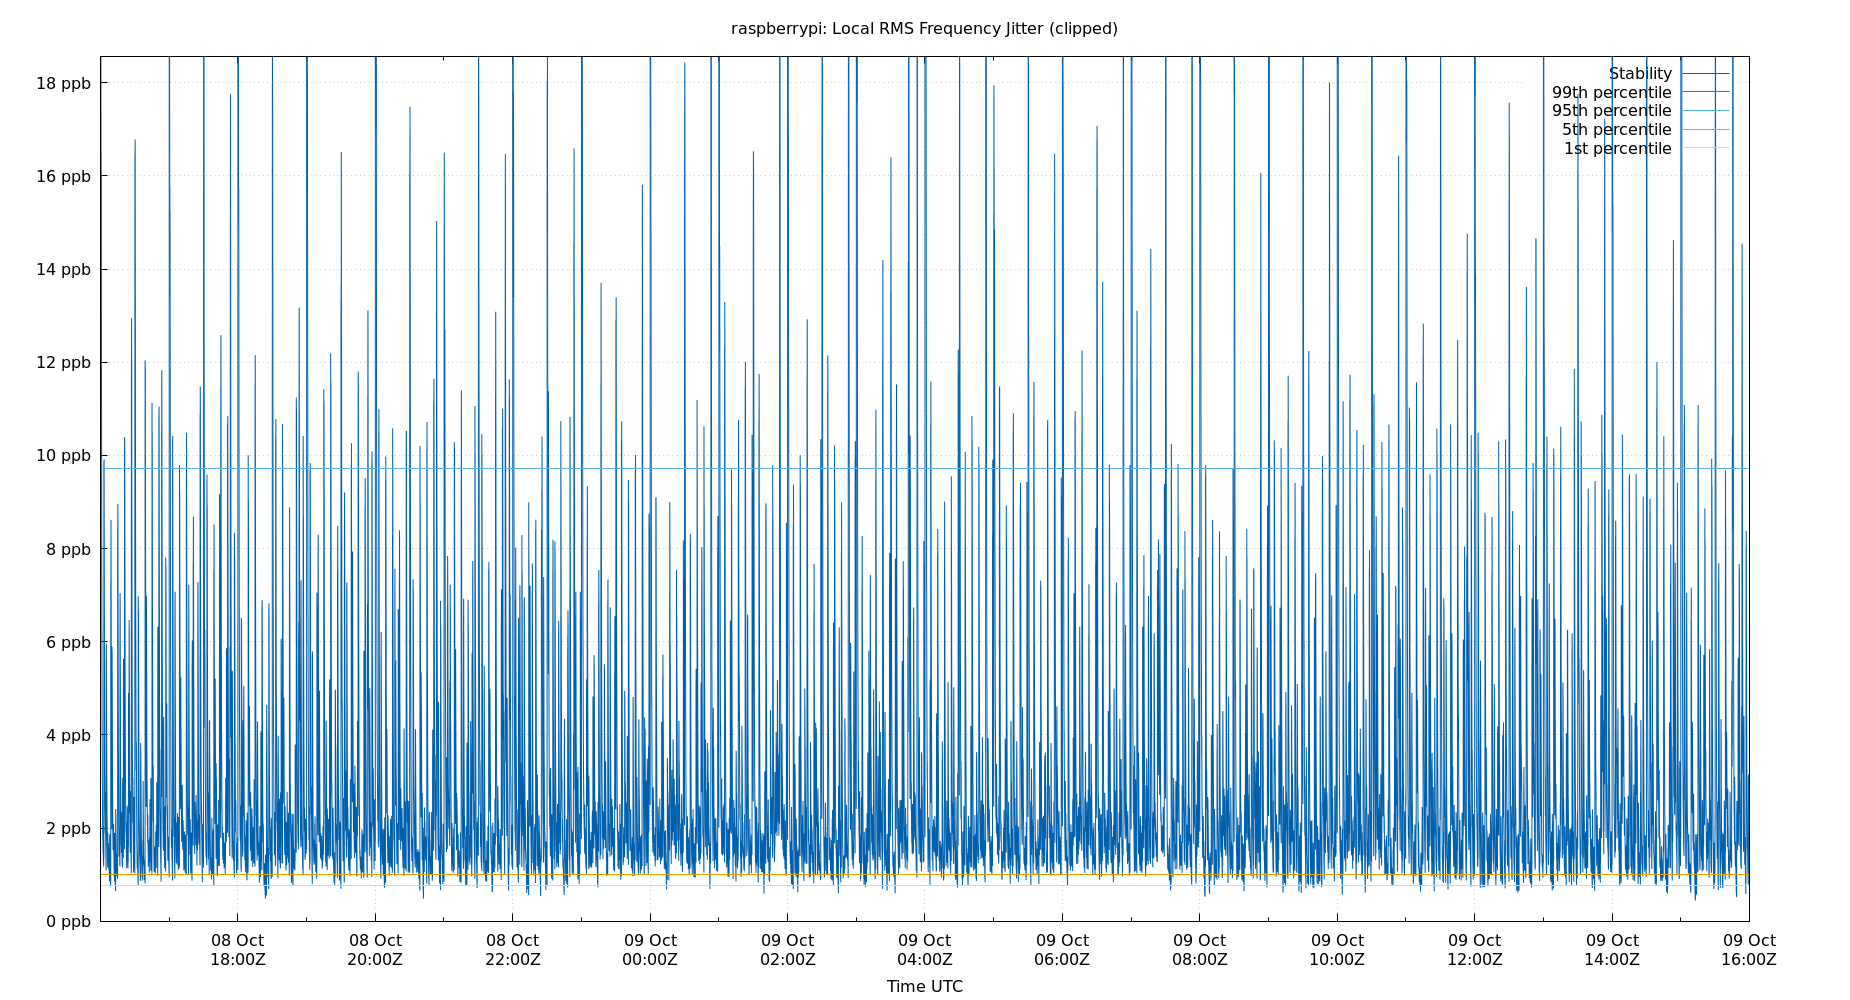 raspberrypi: Local RMS Frequency Jitter (clipped)
18 ppb
16 ppb
14 ppb
12 ppb
10 ppb
8 ppb
6 ppb
4 ppb
2 ppb
0 ppb
Stability
99th percentile
95th percentile
5th percentile
1st percentile
08 Oct 08 Oct 08 Oct 09 Oct 09 Oct 09 Oct 09 Oct 09 Oct 09 Oct 09 Oct 09 Oct 09 Oct
18:00Z 20:00Z 22:00Z 00:00Z 02:00Z 04:00Z 06:00Z 08:00Z 10:00Z 12:00Z 14:00Z 16:00Z
Time UTC